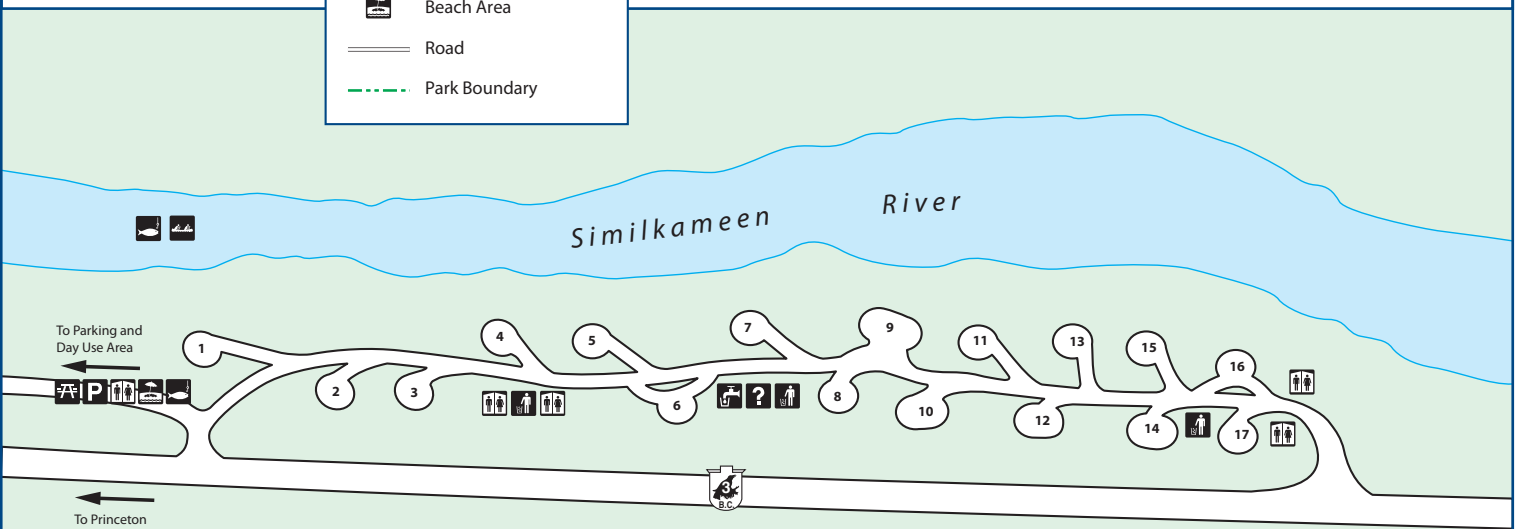 Beach Area
Road
Park Boundary
Similkameen River
To Parking and
Day Use Area
P
?
1
2
3
4
5
6
7
8
9
10
11
12
13
14
15
16
17
3
B.C.
To Princeton